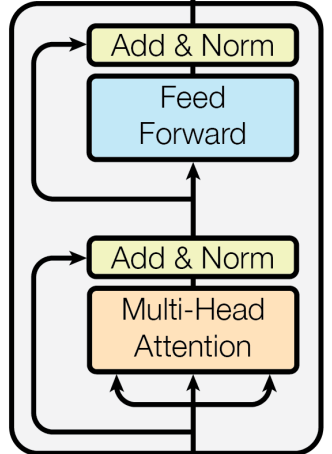 Add & Norm
Feed
Forward
Add & Norm
Multi-Head
Attention